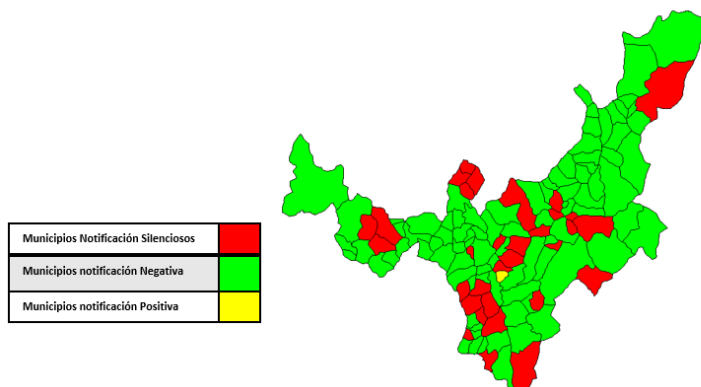 Municipios Notificación Silenciosos
Municipios notificación Negativa
Municipios notificación Positiva